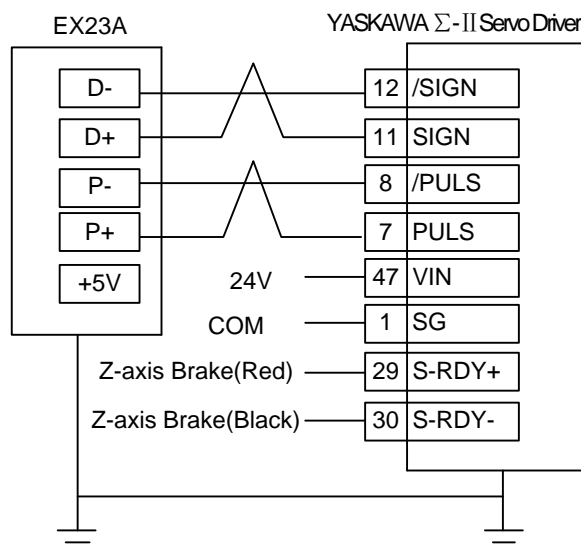 EX23A
YASKAWA Σ-II Servo Driver
D-
12 /SIGN
D+
11 SIGN
P-
8 /PULS
P+
7 PULS
+5V
24V
47 VIN
COM
1 SG
Z-axis Brake(Red)
29 S-RDY+
Z-axis Brake(Black)
30 S-RDY-